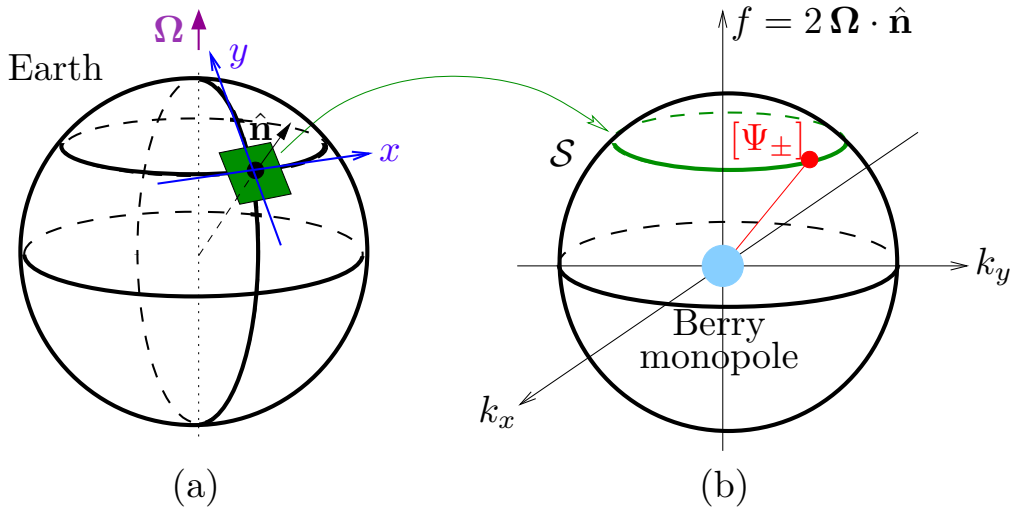 Ω
Earth
y
n̂
x
(a)
f = 2 Ω · n̂
S
[Ψ±]
k_y
Berry
monopole
k_x
(b)